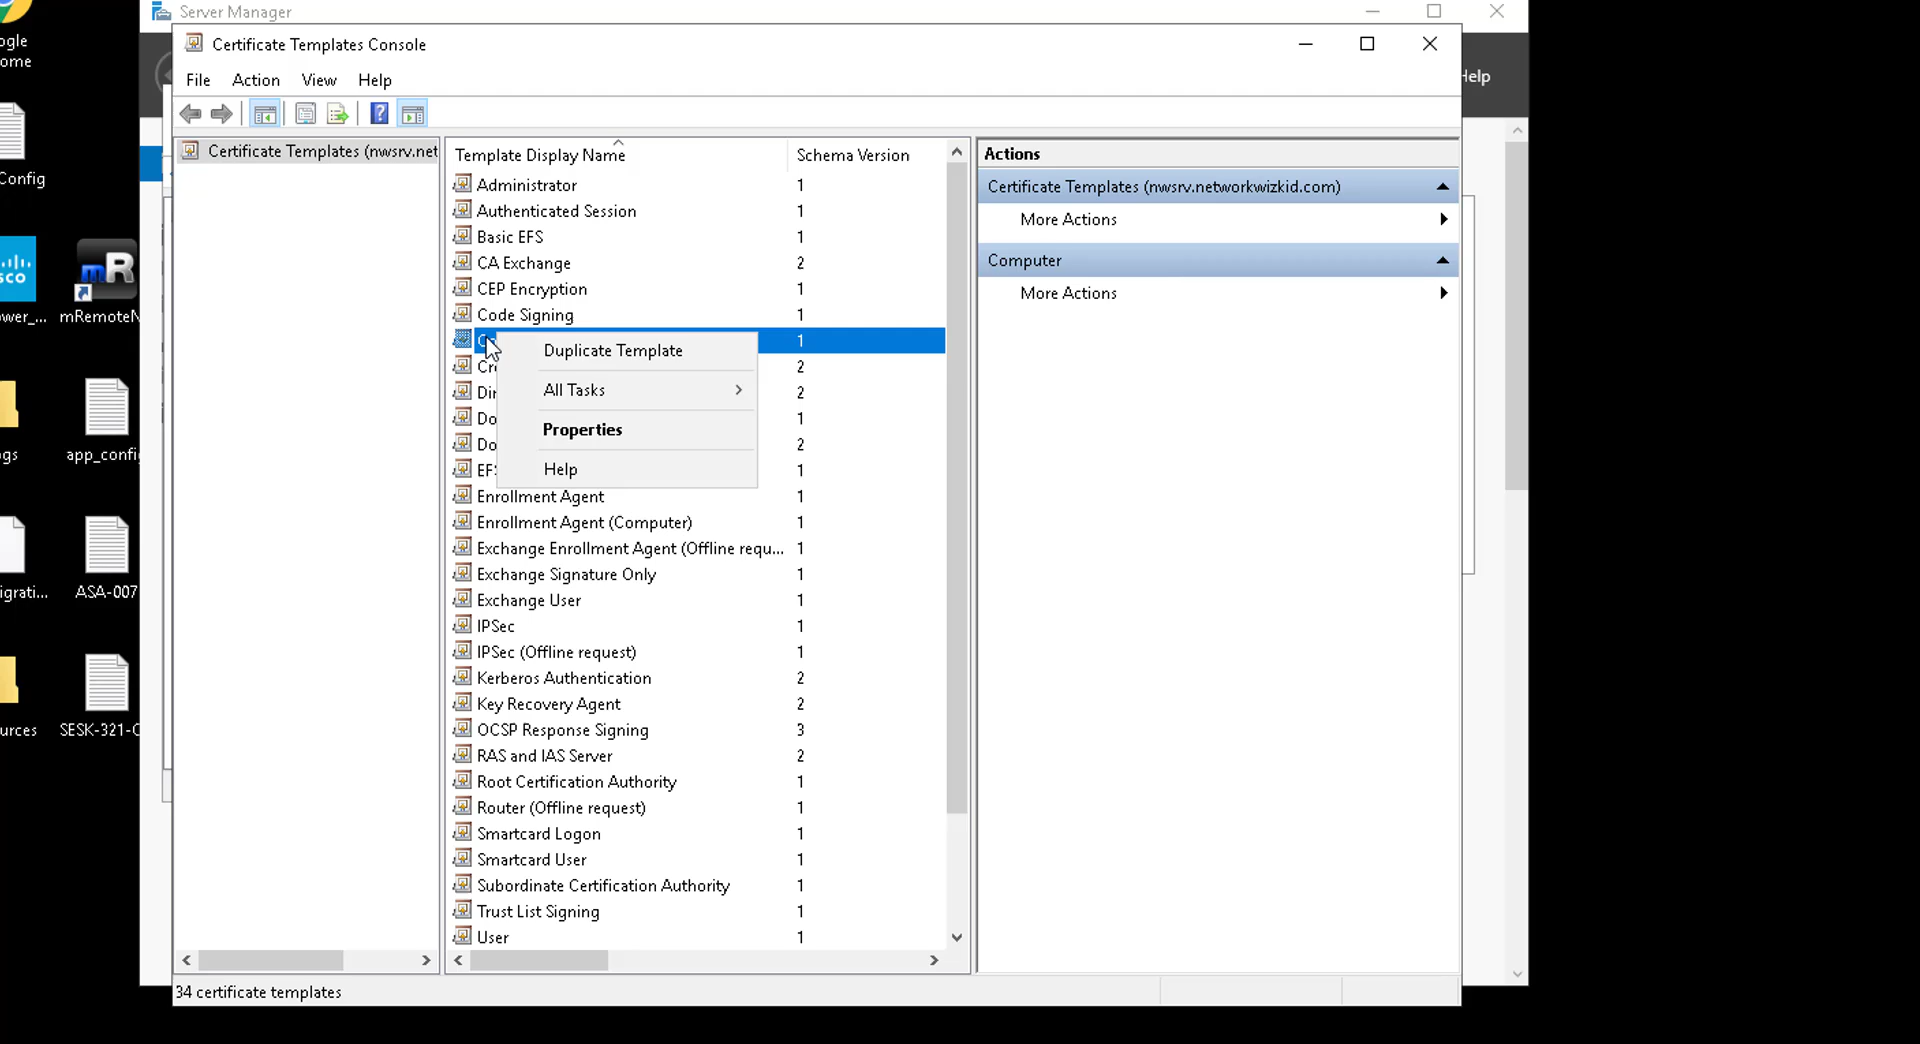 Server Manager
Certificate Templates Console
File Action View Help
Help
Certificate Templates (nwsrv.net
Template Display Name Schema Version
Administrator 1
Authenticated Session 1
Basic EFS 1
CA Exchange 2
CEP Encryption 1
Code Signing 1
1
2
2
1
2
EFS 1
Enrollment Agent 1
Enrollment Agent (Computer) 1
Exchange Enrollment Agent (Offline requ... 1
Exchange Signature Only 1
Exchange User 1
IPSec 1
IPSec (Offline request) 1
Kerberos Authentication 2
Key Recovery Agent 2
OCSP Response Signing 3
RAS and IAS Server 2
Root Certification Authority 1
Router (Offline request) 1
Smartcard Logon 1
Smartcard User 1
Subordinate Certification Authority 1
Trust List Signing 1
User 1
Duplicate Template
All Tasks
Properties
Help
Actions
Certificate Templates (nwsrv.networkwizkid.com)
More Actions
Computer
More Actions
34 certificate templates
ogle
ome
Config
sco
wer_...
mRemoteN
mR
ogs
app_confi
igrati...
ASA-007
urces
SESK-321-C